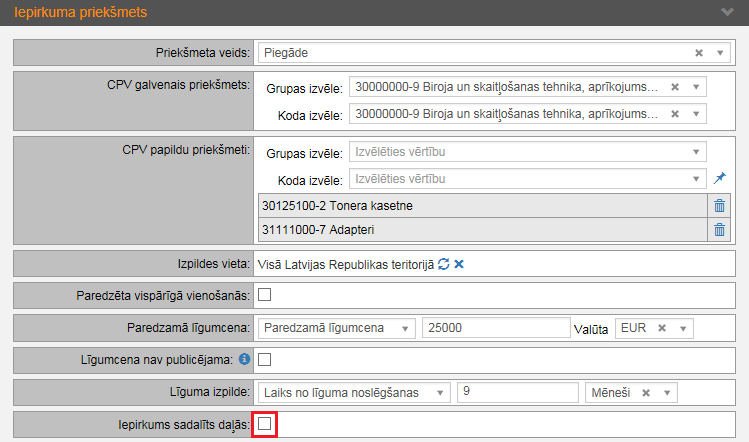 Iepirkuma priekšmets
Priekšmeta veids: Piegāde
CPV galvenais priekšmets: Grupas izvēle: 30000000-9 Biroja un skaitļošanas tehnika, aprīkojums...
Koda izvēle: 30000000-9 Biroja un skaitļošanas tehnika, aprīkojums...
CPV papildu priekšmeti: Grupas izvēle: Izvēlēties vērtību
Koda izvēle: Izvēlēties vērtību
30125100-2 Tonera kasetne
31111000-7 Adapteri
Izpildes vieta: Visā Latvijas Republikas teritorijā
Paredzēta vispārīgā vienošanās:
Paredzamā līgumcena: Paredzamā līgumcena 25000 Valūta EUR
Līgumcena nav publicējama:
Līguma izpilde: Laiks no līguma noslēgšanas 9 Mēneši
Iepirkums sadalīts daļās: